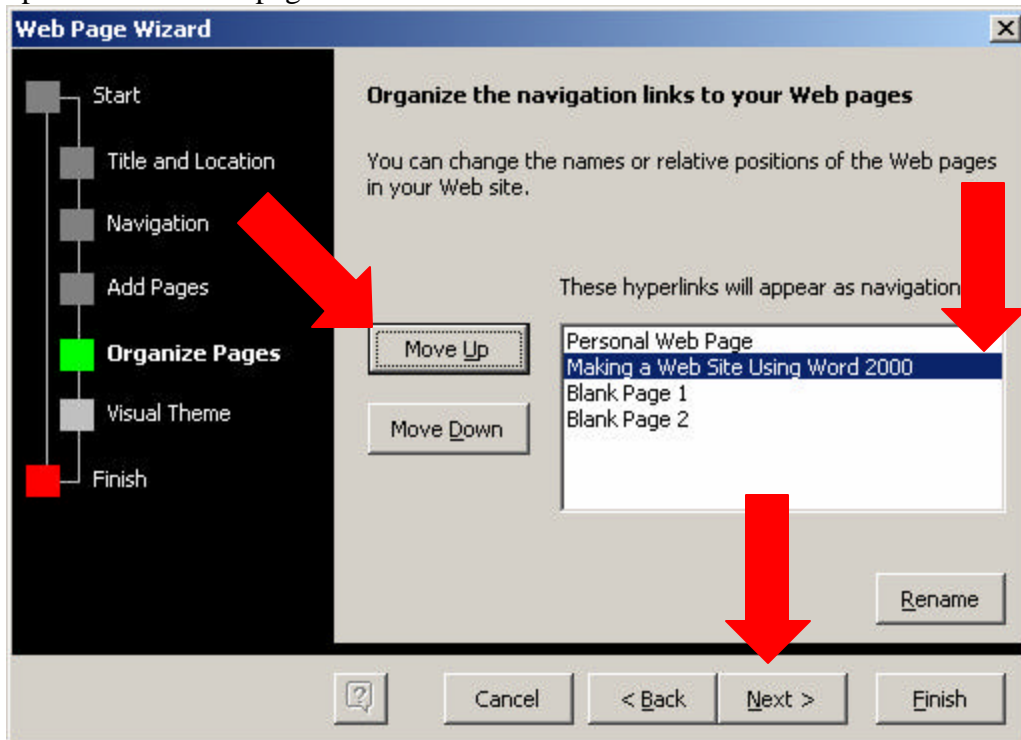 Web Page Wizard
Start
Title and Location
Navigation
Add Pages
Organize Pages
Visual Theme
Finish
Organize the navigation links to your Web pages
You can change the names or relative positions of the Web pages
in your Web site.
These hyperlinks will appear as navigation
Move Up
Move Down
Personal Web Page
Making a Web Site Using Word 2000
Blank Page 1
Blank Page 2
Rename
Cancel
< Back
Next >
Finish